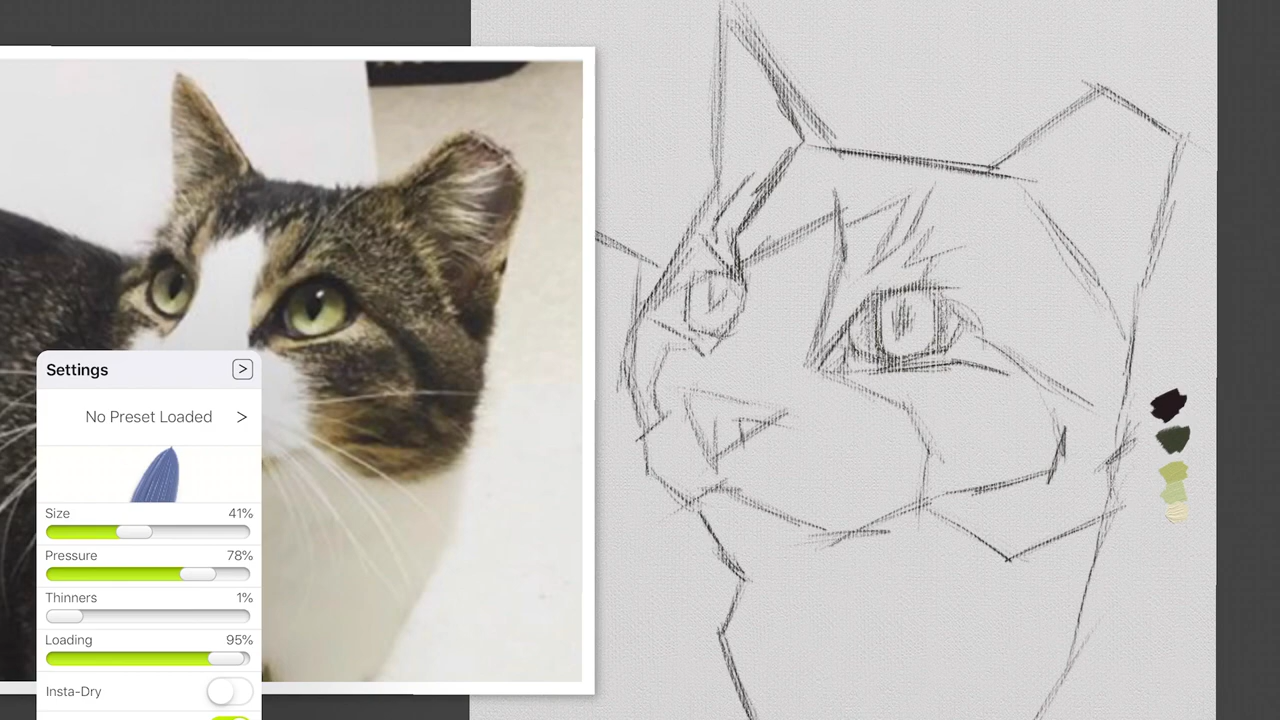 Settings
No Preset Loaded
Size 41%
Pressure 78%
Thinners 1%
Loading 95%
Insta-Dry